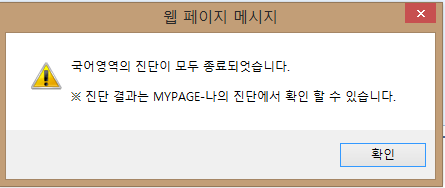 웹 페이지 메시지
국어영역의 진단이 모두 종료되엇습니다.
※ 진단 결과는 MYPAGE-나의 진단에서 확인 할 수 있습니다.
확인